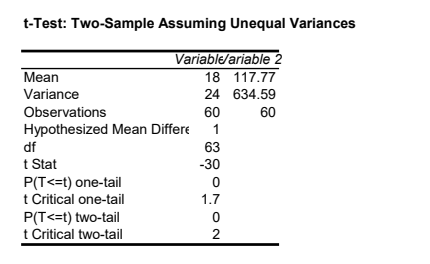 t-Test: Two-Sample Assuming Unequal Variances
Variable Variable 2
Mean 18 117.77
Variance 24 634.59
Observations 60 60
Hypothesized Mean Differe 1
df 63
t Stat -30
P(T<=t) one-tail 0
t Critical one-tail 1.7
P(T<=t) two-tail 0
t Critical two-tail 2